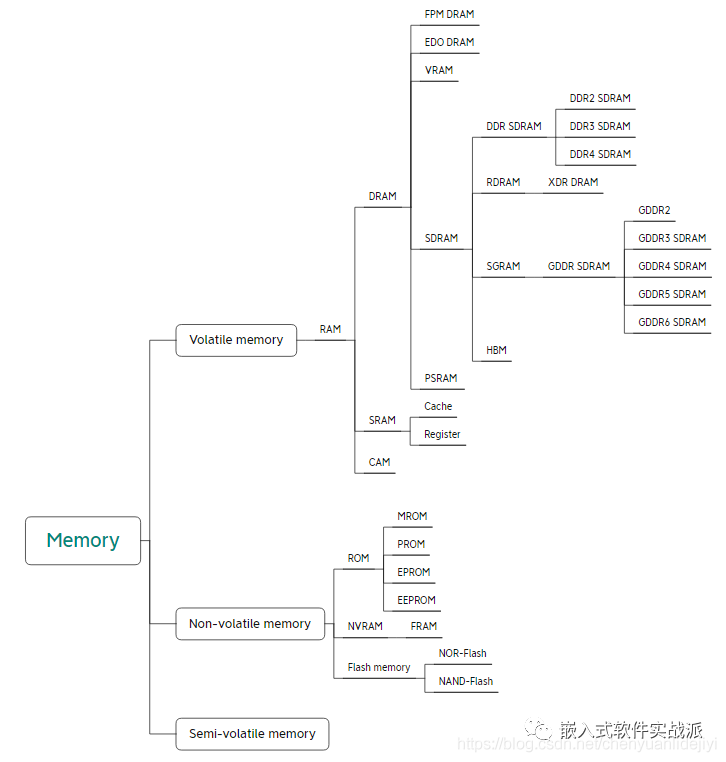 FPM DRAM
EDO DRAM
VRAM
DDR2 SDRAM
DDR SDRAM
DDR3 SDRAM
DDR4 SDRAM
RDRAM
XDR DRAM
DRAM
GDDR2
SDRAM
GDDR3 SDRAM
SGRAM
GDDR SDRAM
GDDR4 SDRAM
GDDR5 SDRAM
GDDR6 SDRAM
Volatile memory
RAM
HBM
PSRAM
Cache
SRAM
Register
CAM
Memory
MROM
PROM
ROM
EPROM
EEPROM
Non-volatile memory
NVRAM
FRAM
NOR-Flash
Flash memory
NAND-Flash
Semi-volatile memory
嵌入式软件实战派
https://blog.csdn.net/chenyuanlidejiyi